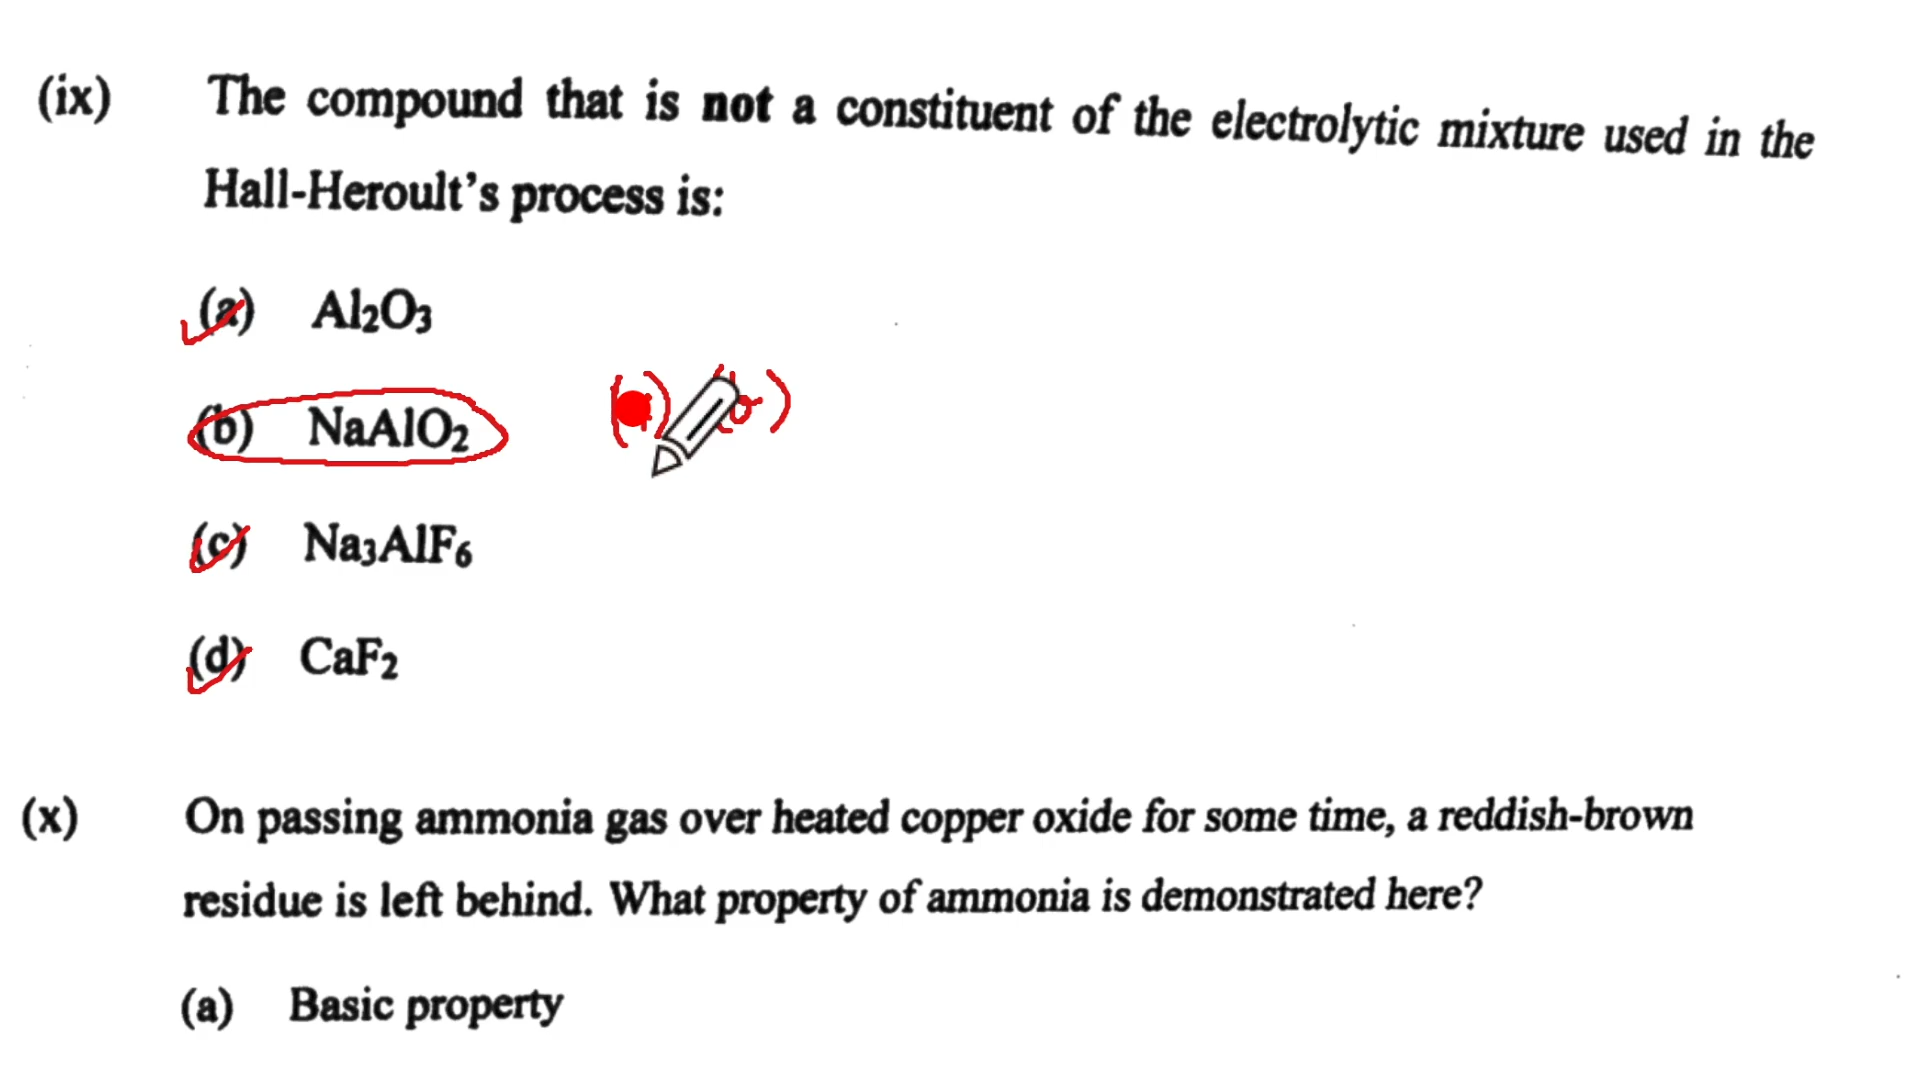 (ix) The compound that is not a constituent of the electrolytic mixture used in the
Hall-Heroult's process is:
(a) Al₂O₃
(b) NaAlO₂
(c) Na₃AlF₆
(d) CaF₂
(x) On passing ammonia gas over heated copper oxide for some time, a reddish-brown
residue is left behind. What property of ammonia is demonstrated here?
(a) Basic property